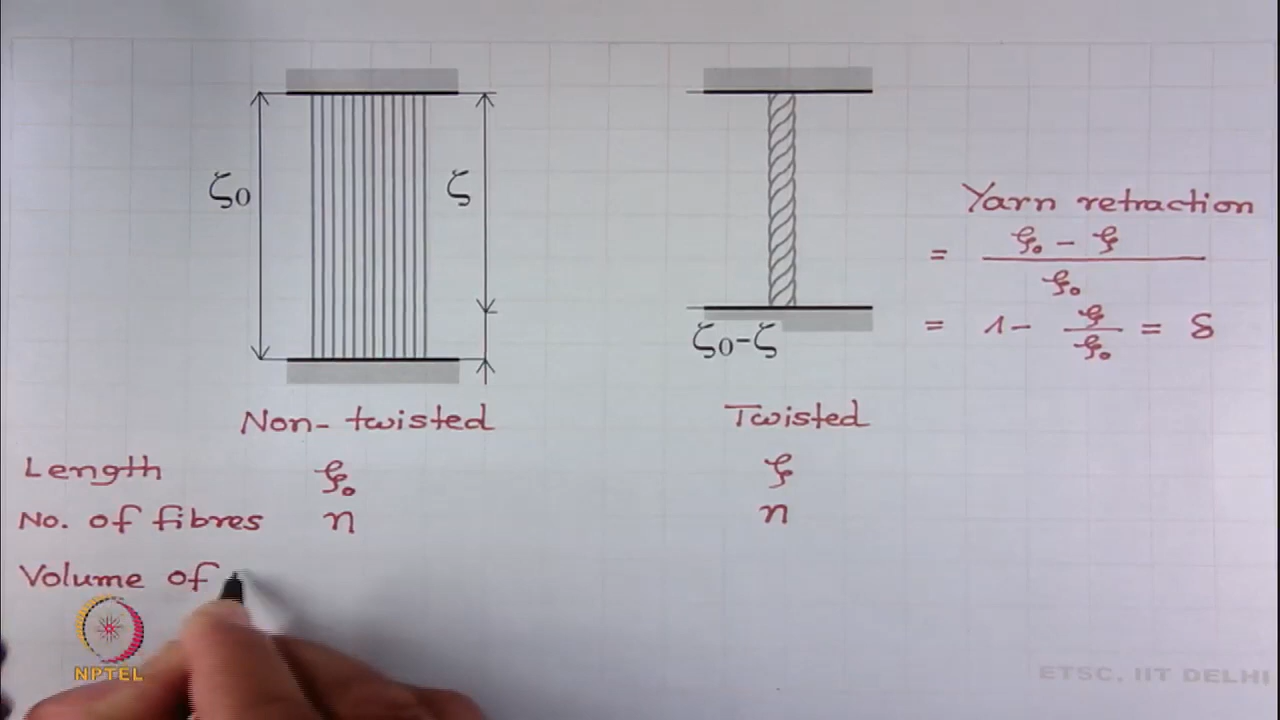 ζ₀
ζ
ζ₀-ζ
Yarn retraction
= ζ₀ - ζ / ζ₀
= 1 - ζ / ζ₀ = δ
Non-twisted
Twisted
Length ζ₀ ζ
No. of fibres n n
Volume of
NPTEL
ETSC, IIT DELHI